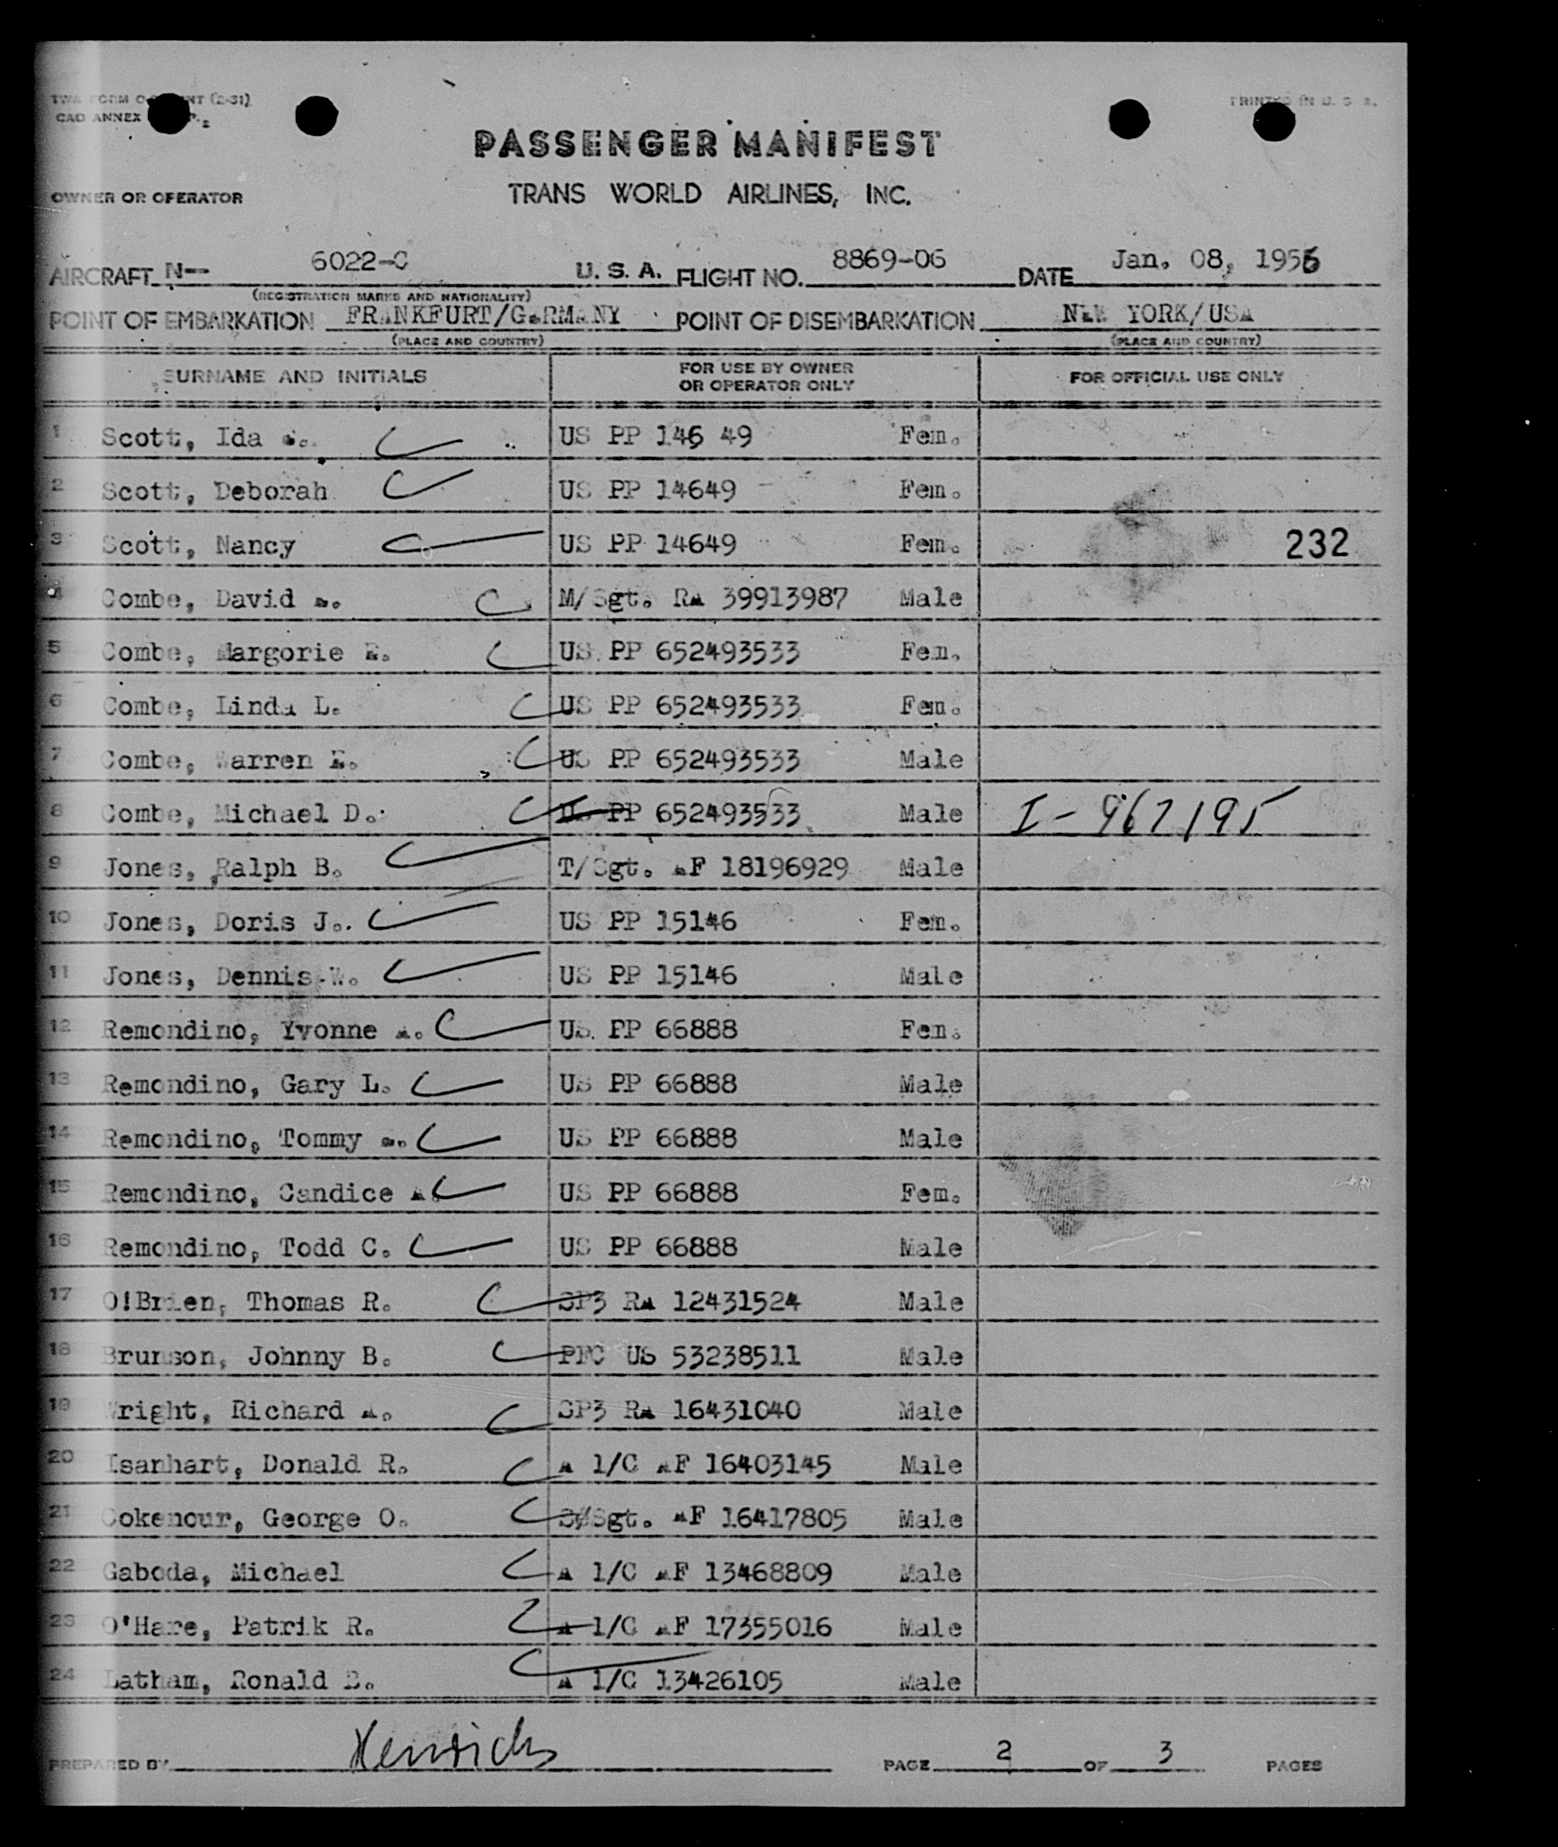 PRINTED IN U. S. A.
CAO ANNEX
PASSENGER MANIFEST
OWNER OR OPERATOR TRANS WORLD AIRLINES, INC.
AIRCRAFT N-- 6022-C U. S. A. FLIGHT NO. 8869-06 DATE Jan. 08, 1956
(REGISTRATION MARKS AND NATIONALITY)
POINT OF EMBARKATION FRANKFURT/GERMANY POINT OF DISEMBARKATION NEW YORK/USA
(PLACE AND COUNTRY) (PLACE AND COUNTRY)
SURNAME AND INITIALS FOR USE BY OWNER OR OPERATOR ONLY FOR OFFICIAL USE ONLY
1 Scott, Ida US PP 146 49 Fem.
2 Scott, Deborah US PP 14649 Fem.
3 Scott, Nancy US PP 14649 Fem. 232
4 Combe, David M/Sgt. RA 39913987 Male
5 Combe, Margorie E. US PP 652493533 Fem.
6 Combe, Linda L. US PP 652493533 Fem.
7 Combe, Warren E. US PP 652493533 Male
8 Combe, Michael D. US PP 652493533 Male I-967195
9 Jones, Ralph B. T/Sgt. AF 18196929 Male
10 Jones, Doris J. US PP 15146 Fem.
11 Jones, Dennis W. US PP 15146 Male
12 Remondino, Yvonne A. US PP 66888 Fem.
13 Remondino, Gary L. US PP 66888 Male
14 Remondino, Tommy US PP 66888 Male
15 Remondino, Candice A. US PP 66888 Fem.
16 Remondino, Todd C. US PP 66888 Male
17 O'Brien, Thomas R. SP3 RA 12431524 Male
18 Brunson, Johnny B. PFC US 53238511 Male
19 Wright, Richard A. SP3 RA 16431040 Male
20 Isanhart, Donald R. A 1/C AF 16403145 Male
21 Cokenour, George O. S/Sgt. AF 16417805 Male
22 Gaboda, Michael A 1/C AF 13468809 Male
23 O'Hare, Patrik R. A 1/C AF 17355016 Male
24 Latham, Ronald A 1/C 13426105 Male
PREPARED BY Henrichs PAGE 2 OF 3 PAGES